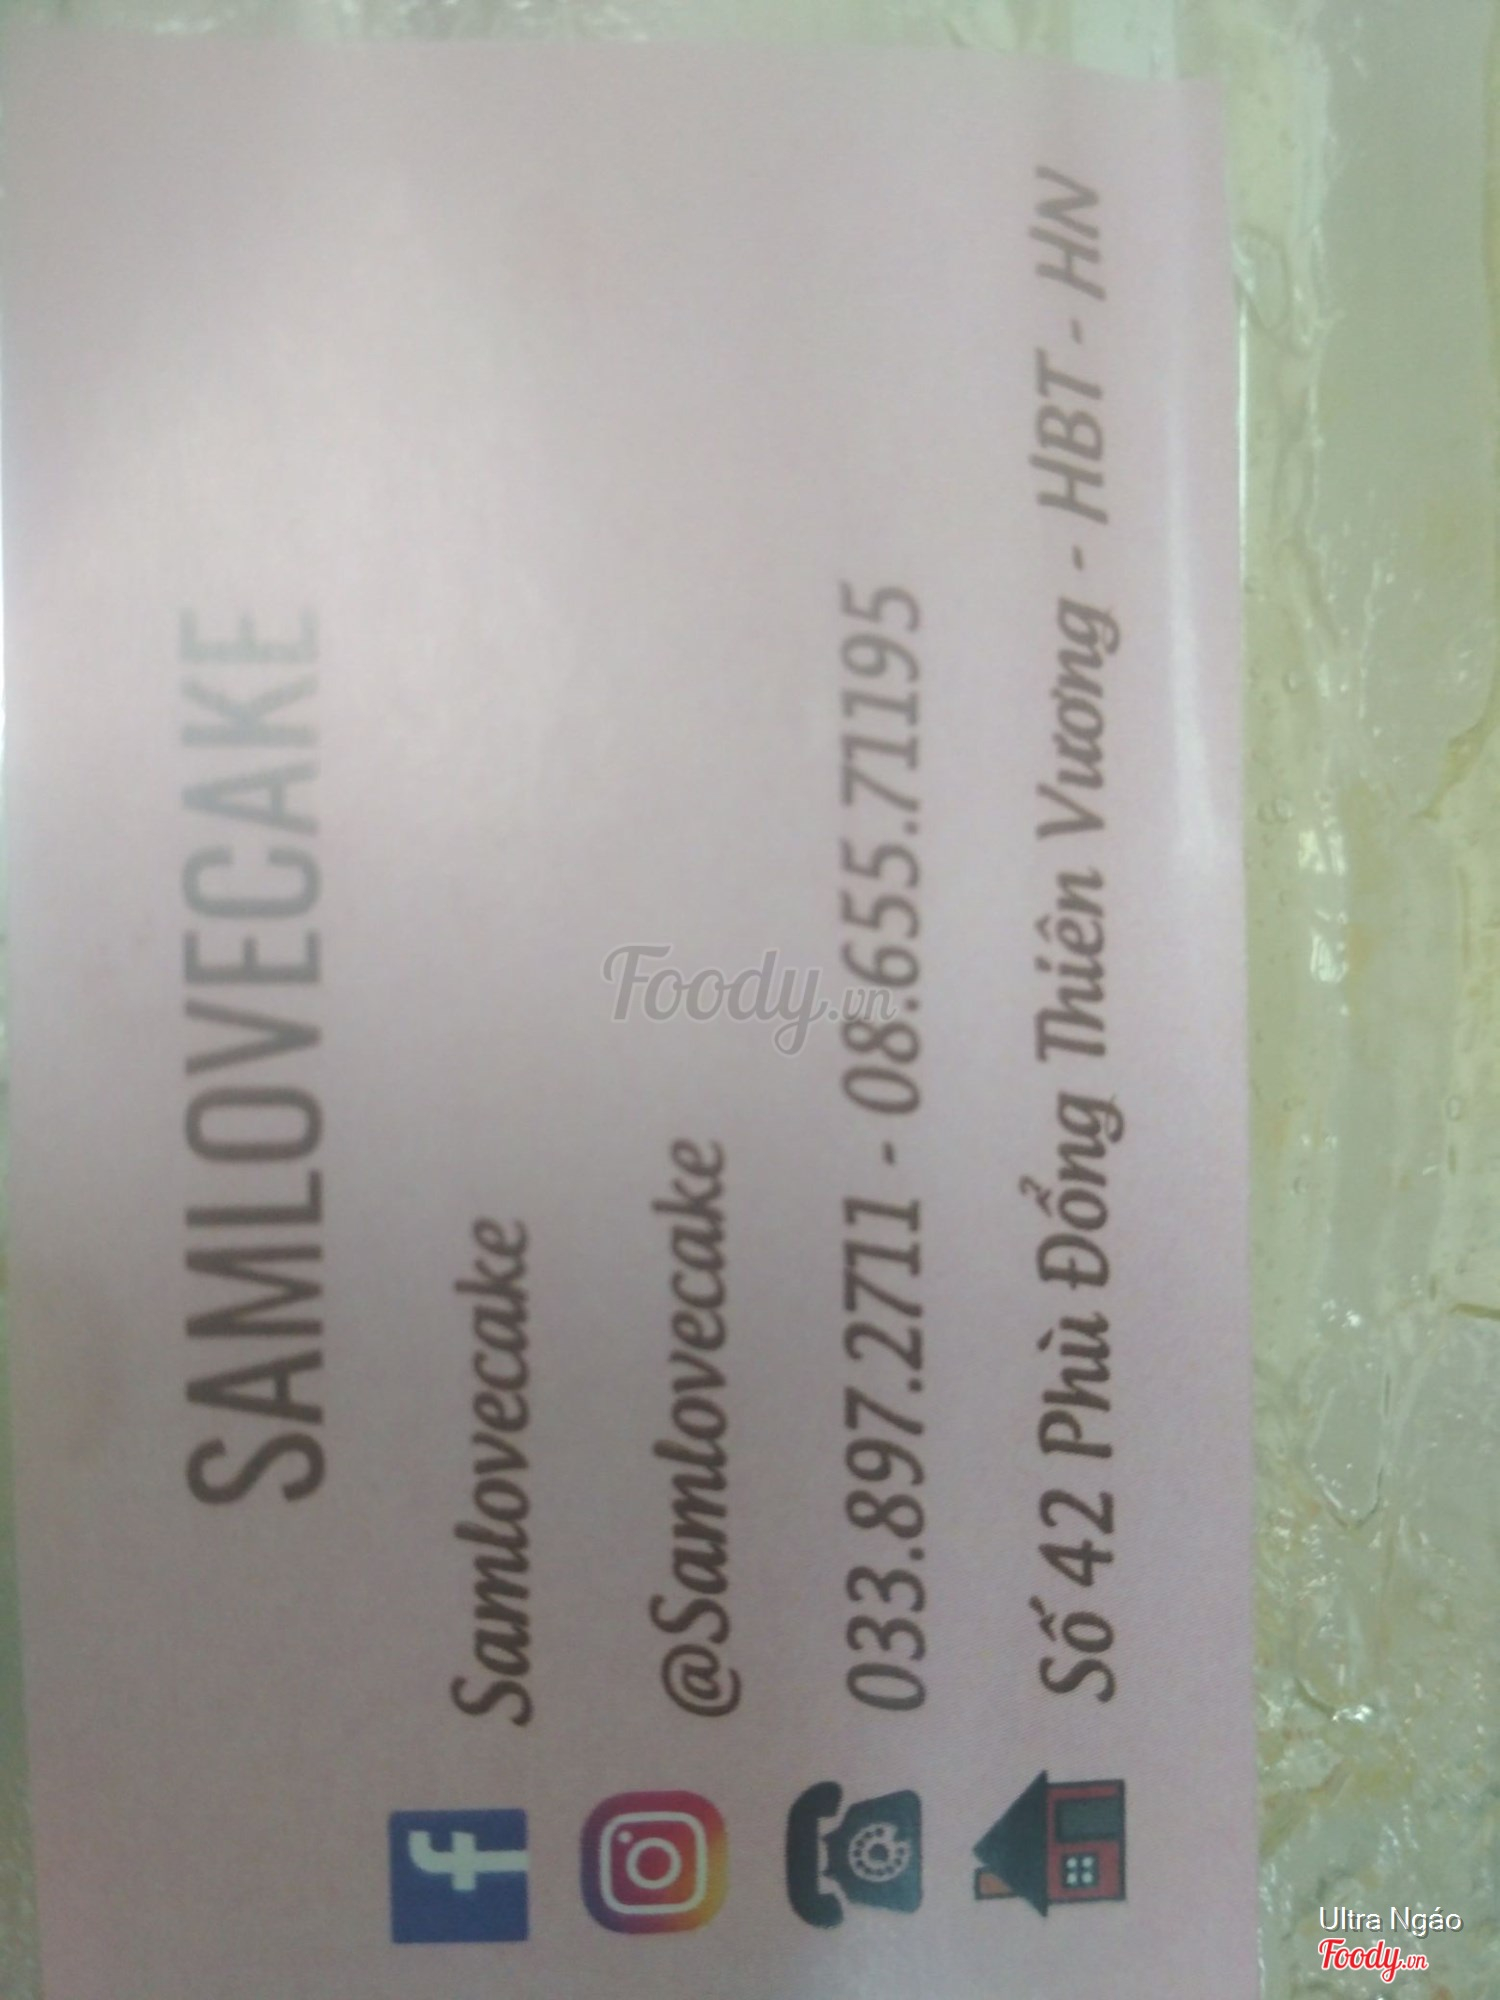 SAMLOVECAKE
Samlovecake
@Samlovecake
033.897.2711 - 08.655.71195
Số 42 Phù Đổng Thiên Vương - HBT - HN
Foody.vn
Ultra Ngáo
Foody.vn